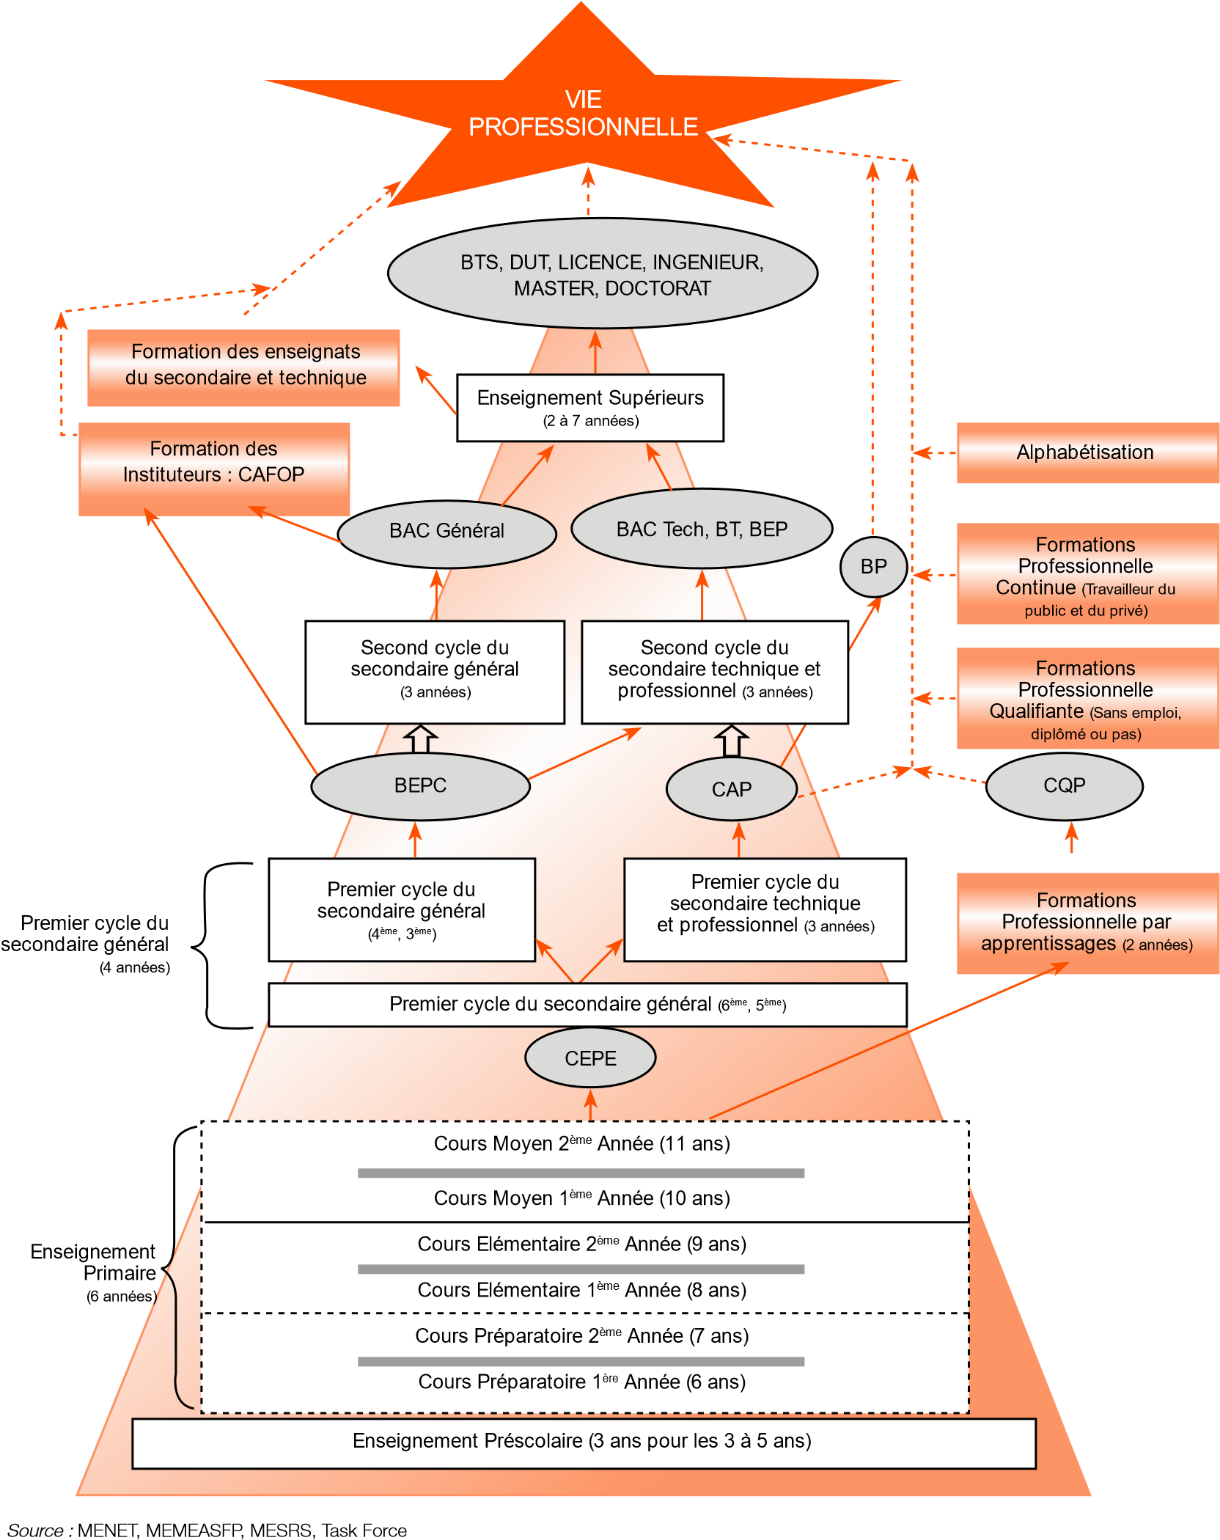 VIE
PROFESSIONNELLE
BTS, DUT, LICENCE, INGENIEUR,
MASTER, DOCTORAT
Formation des enseignats
du secondaire et technique
Enseignement Supérieurs
(2 à 7 années)
Formation des
Instituteurs : CAFOP
Alphabétisation
BAC Général
BAC Tech, BT, BEP
BP
Formations
Professionnelle
Continue (Travailleur du
public et du privé)
Second cycle du
secondaire général
(3 années)
Second cycle du
secondaire technique et
professionnel (3 années)
Formations
Professionnelle
Qualifiante (Sans emploi,
diplômé ou pas)
BEPC
CAP
CQP
Premier cycle du
secondaire général
(4 années)
Premier cycle du
secondaire général
(4ème, 3ème)
Premier cycle du
secondaire technique
et professionnel (3 années)
Formations
Professionnelle par
apprentissages (2 années)
Premier cycle du secondaire général (6ème, 5ème)
CEPE
Enseignement
Primaire
(6 années)
Cours Moyen 2ème Année (11 ans)
Cours Moyen 1ème Année (10 ans)
Cours Elémentaire 2ème Année (9 ans)
Cours Elémentaire 1ème Année (8 ans)
Cours Préparatoire 2ème Année (7 ans)
Cours Préparatoire 1ère Année (6 ans)
Enseignement Préscolaire (3 ans pour les 3 à 5 ans)
Source : MENET, MEMEASFP, MESRS, Task Force